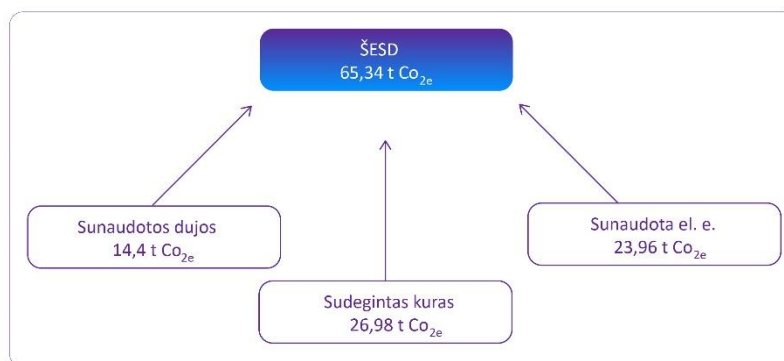 ŠESD
65,34 t Co2e
Sunaudotos dujos
14,4 t Co2e
Sunaudota el. e.
23,96 t Co2e
Sudegintas kuras
26,98 t Co2e